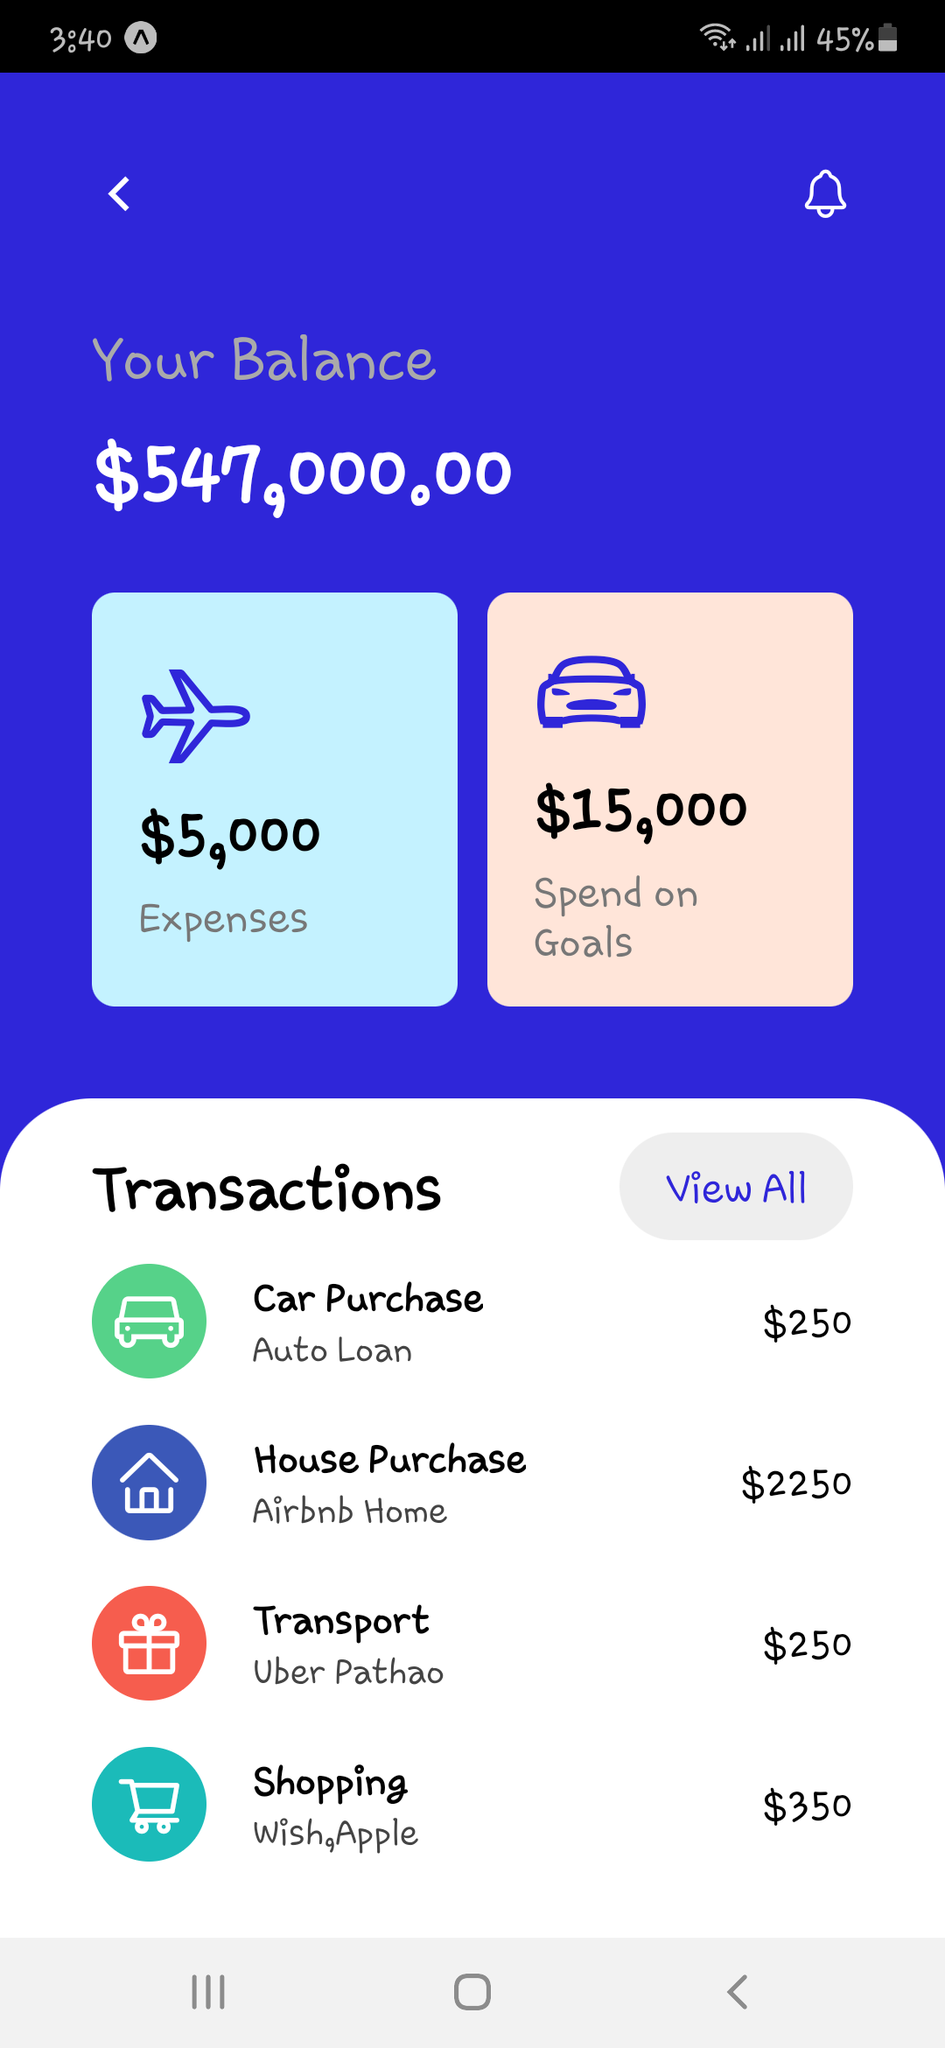 3:40
45%
Your Balance
$547,000.00
$5,000
Expenses
$15,000
Spend on
Goals
Transactions
View All
Car Purchase
Auto Loan
$250
House Purchase
Airbnb Home
$2250
Transport
Uber Pathao
$250
Shopping
Wish,Apple
$350